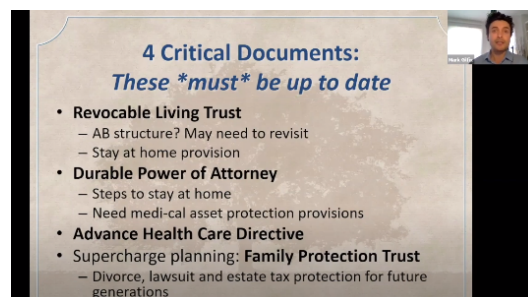 4 Critical Documents:
These *must* be up to date
• Revocable Living Trust
– AB structure? May need to revisit
– Stay at home provision
• Durable Power of Attorney
– Steps to stay at home
– Need medi-cal asset protection provisions
• Advance Health Care Directive
• Supercharge planning: Family Protection Trust
– Divorce, lawsuit and estate tax protection for future
generations
Mark